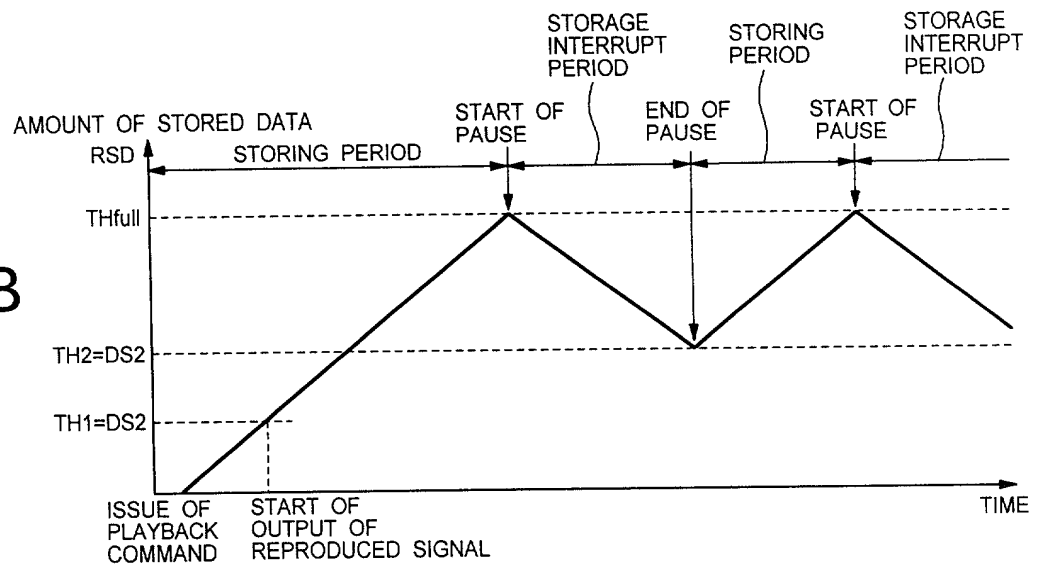 STORAGE
INTERRUPT
PERIOD
STORING
PERIOD
STORAGE
INTERRUPT
PERIOD
START OF
PAUSE
END OF
PAUSE
START OF
PAUSE
AMOUNT OF STORED DATA
RSD
STORING PERIOD
THfull
B
TH2=DS2
TH1=DS2
ISSUE OF
PLAYBACK
COMMAND
START OF
OUTPUT OF
REPRODUCED SIGNAL
TIME